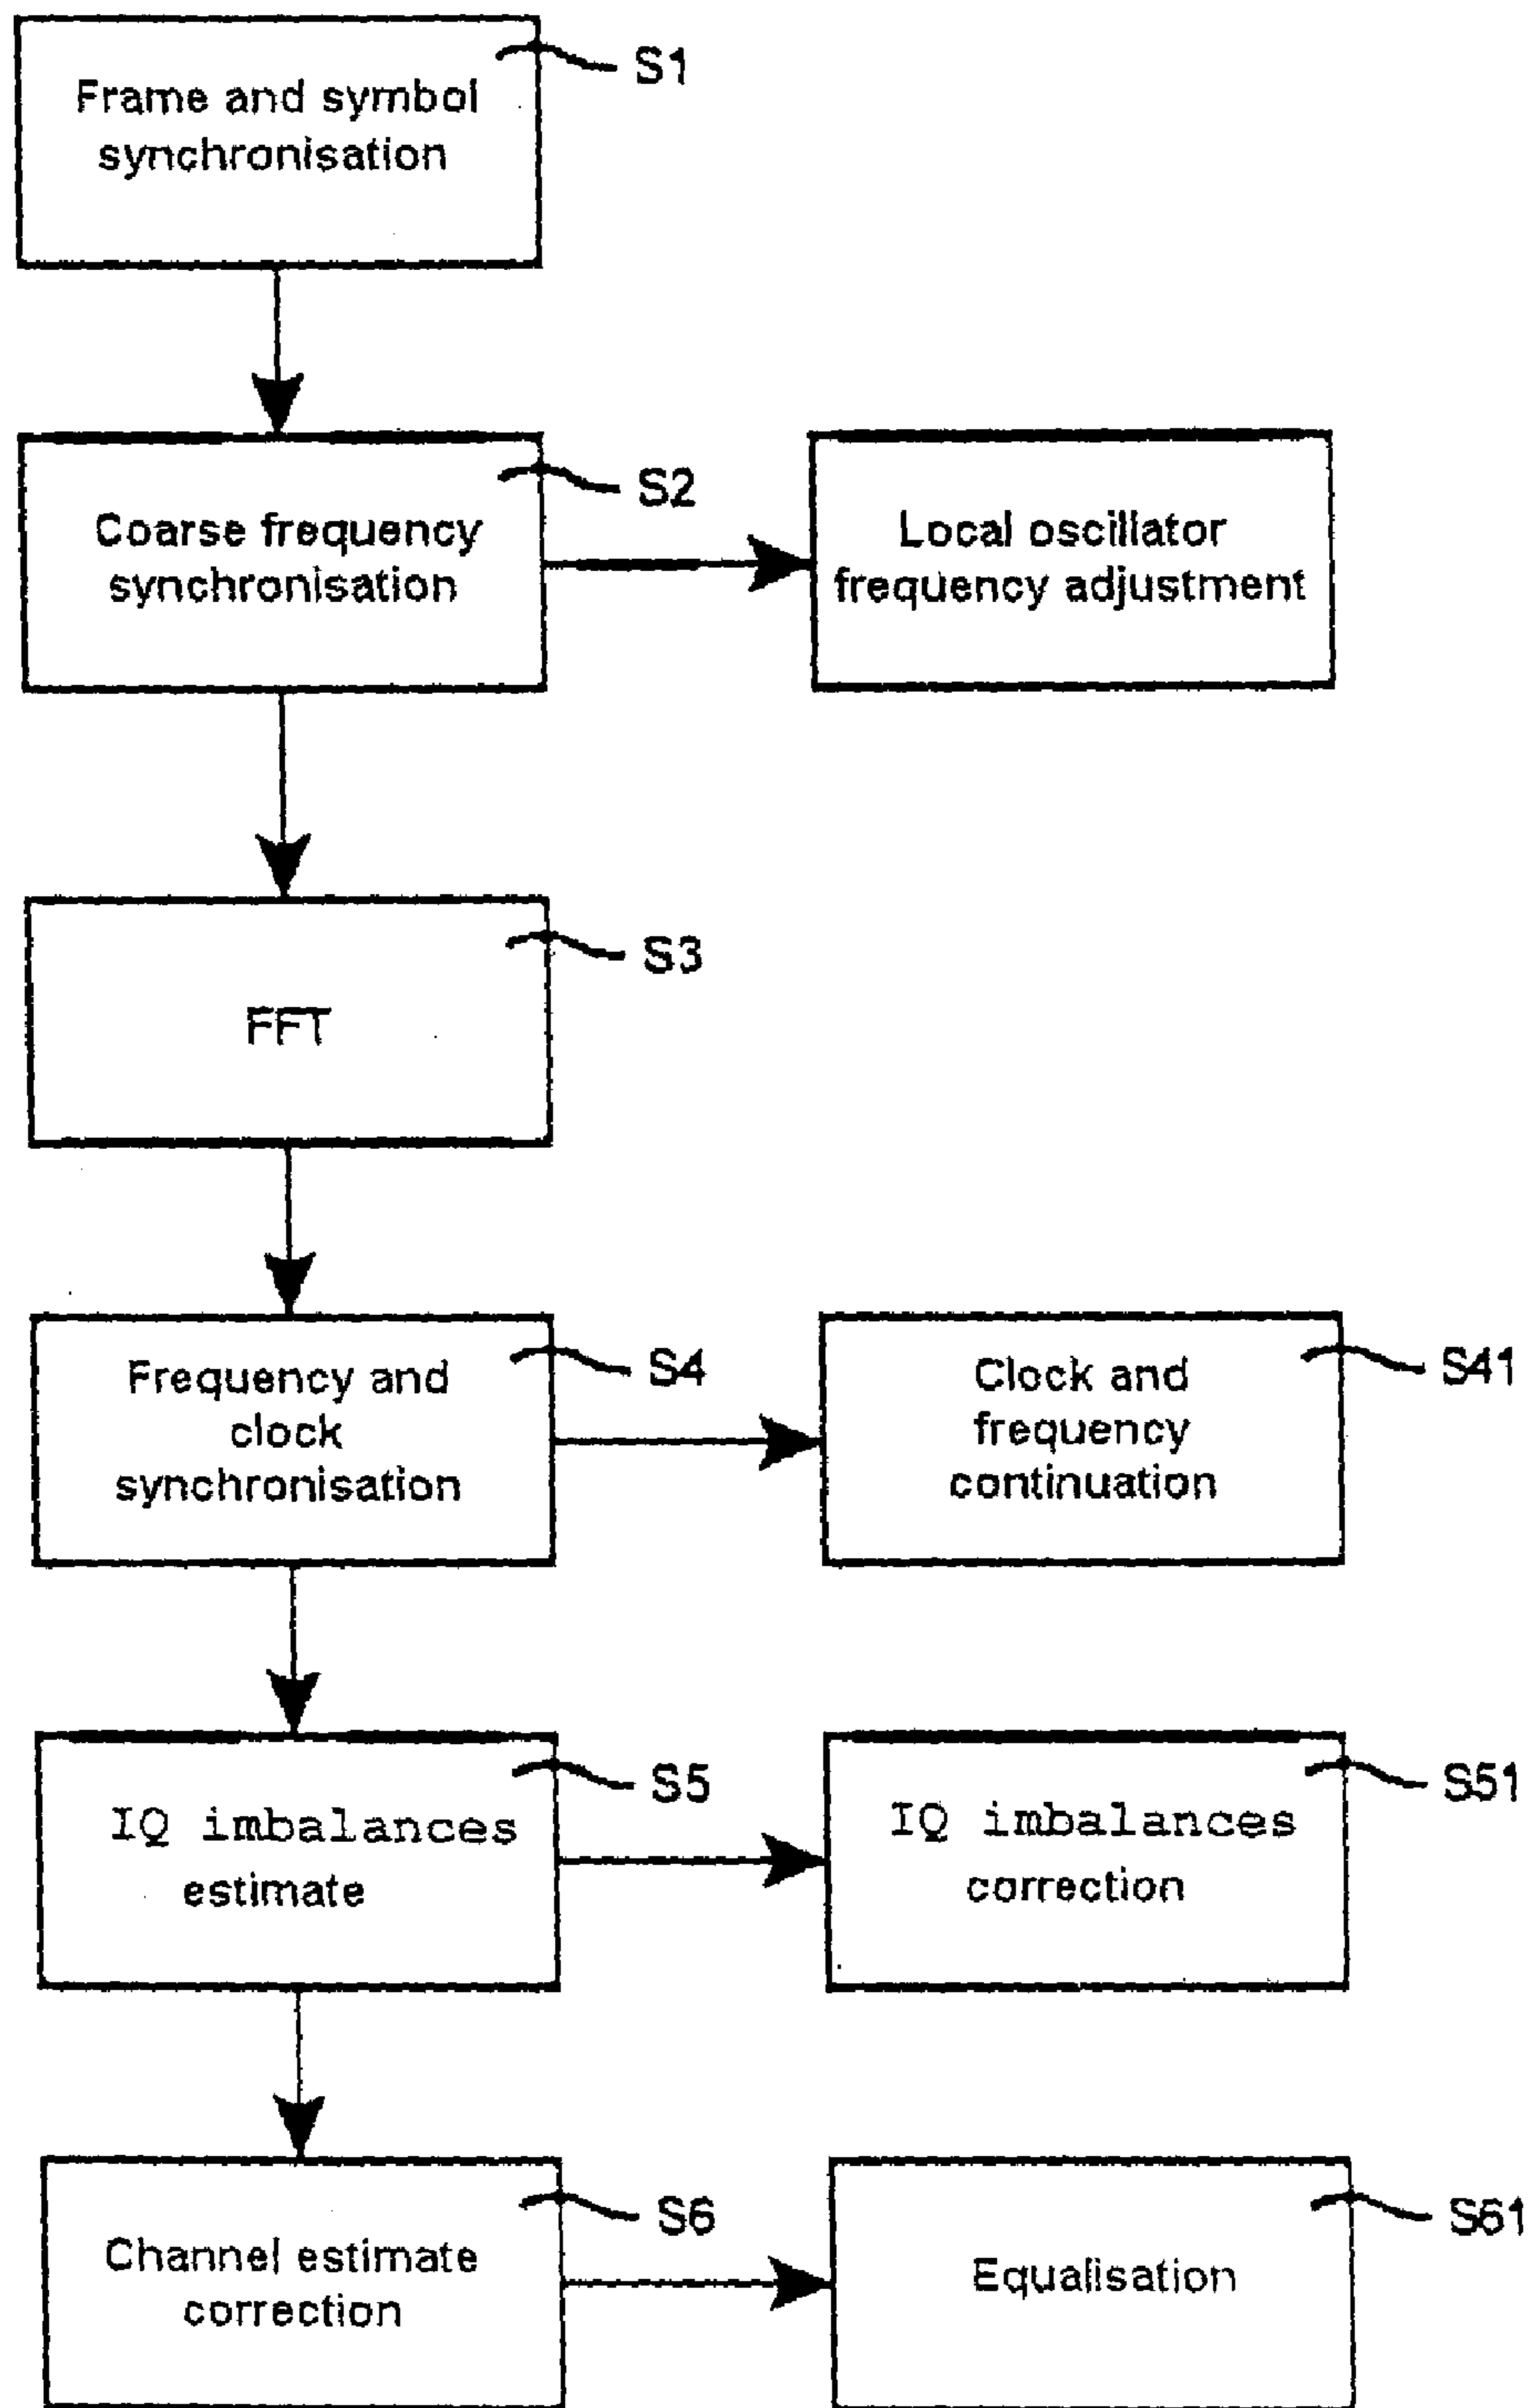 Frame and symbol
synchronisation
S1
Coarse frequency
synchronisation
S2
Local oscillator
frequency adjustment
FFT
S3
Frequency and
clock
synchronisation
S4
Clock and
frequency
continuation
S41
IQ imbalances
estimate
S5
IQ imbalances
correction
S51
Channel estimate
correction
S6
Equalisation
S61